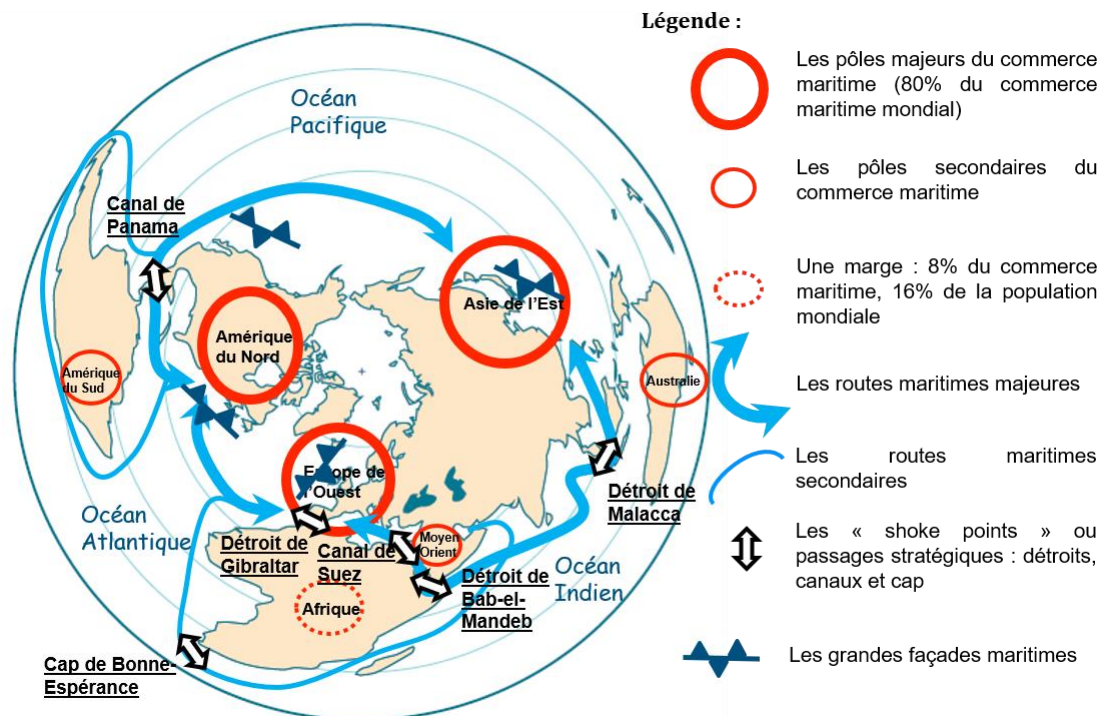 Légende :
Les pôles majeurs du commerce
maritime (80% du commerce
maritime mondial)
Les pôles secondaires du
commerce maritime
Une marge : 8% du commerce
maritime, 16% de la population
mondiale
Les routes maritimes majeures
Les routes maritimes
secondaires
Les « shoke points » ou
passages stratégiques : détroits,
canaux et cap
Les grandes façades maritimes
Océan
Pacifique
Canal de
Panama
Asie de l'Est
Amérique
du Nord
Amérique
du Sud
Australie
Europe de
l'Ouest
Détroit de
Malacca
Océan
Atlantique
Détroit de
Gibraltar
Canal de
Suez
Moyen
Orient
Détroit de
Bab-el-
Mandeb
Océan
Indien
Afrique
Cap de Bonne-
Espérance